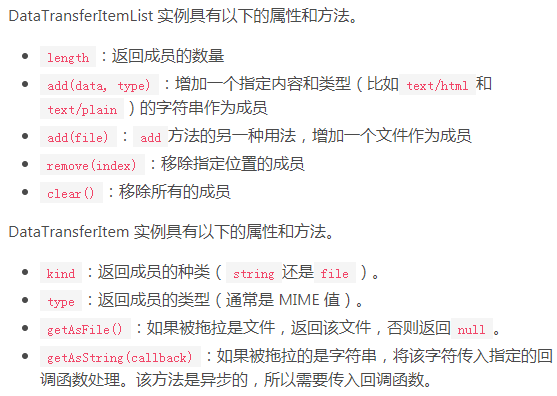 DataTransferItemList 实例具有以下的属性和方法。
length：返回成员的数量
add(data, type)：增加一个指定内容和类型（比如 text/html 和
text/plain）的字符串作为成员
add(file)：add 方法的另一种用法，增加一个文件作为成员
remove(index)：移除指定位置的成员
clear()：移除所有的成员
DataTransferItem 实例具有以下的属性和方法。
kind：返回成员的种类（string 还是 file）。
type：返回成员的类型（通常是 MIME 值）。
getAsFile()：如果被拖拉是文件，返回该文件，否则返回 null。
getAsString(callback)：如果被拖拉的是字符串，将该字符传入指定的回
调函数处理。该方法是异步的，所以需要传入回调函数。